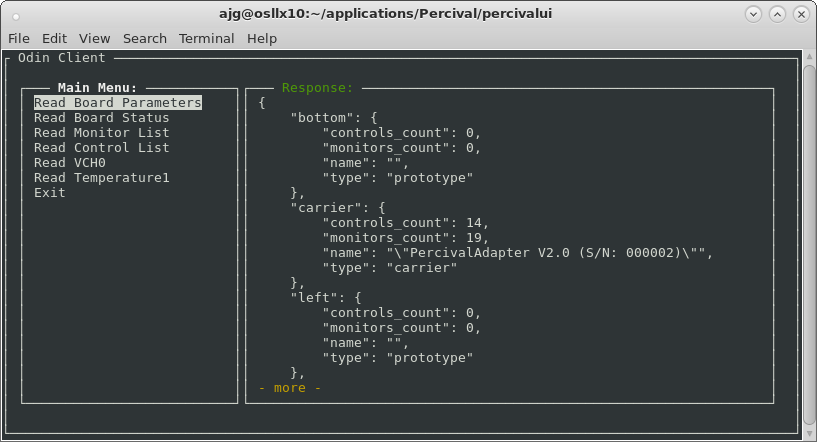 ajg@osllx10:~/applications/Percival/percivalui
File Edit View Search Terminal Help
Odin Client
Main Menu:
Read Board Parameters
Read Board Status
Read Monitor List
Read Control List
Read VCH0
Read Temperature1
Exit
Response:
{
    "bottom": {
        "controls_count": 0,
        "monitors_count": 0,
        "name": "",
        "type": "prototype"
    },
    "carrier": {
        "controls_count": 14,
        "monitors_count": 19,
        "name": "\"PercivalAdapter V2.0 (S/N: 000002)\"",
        "type": "carrier"
    },
    "left": {
        "controls_count": 0,
        "monitors_count": 0,
        "name": "",
        "type": "prototype"
    },
- more -